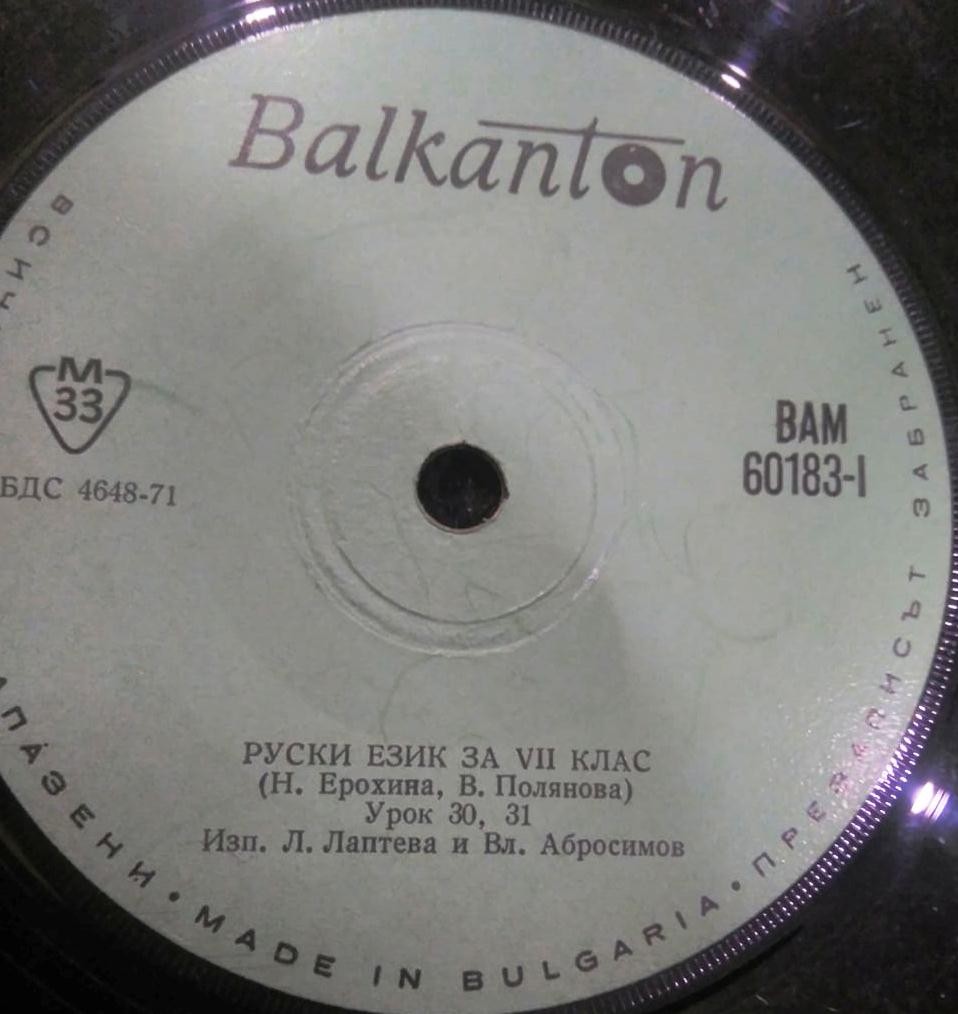 Balkanton
М
33
БДС 4648-71
ВАМ
60183-I
РУСКИ ЕЗИК ЗА VII КЛАС
(Н. Ерохина, В. Полянова)
Урок 30, 31
Изп. Л. Лаптева и Вл. Абросимов
• MADE IN BULGARIA • ПРЕЗАПИСЪТ ЗАБРАНЕН